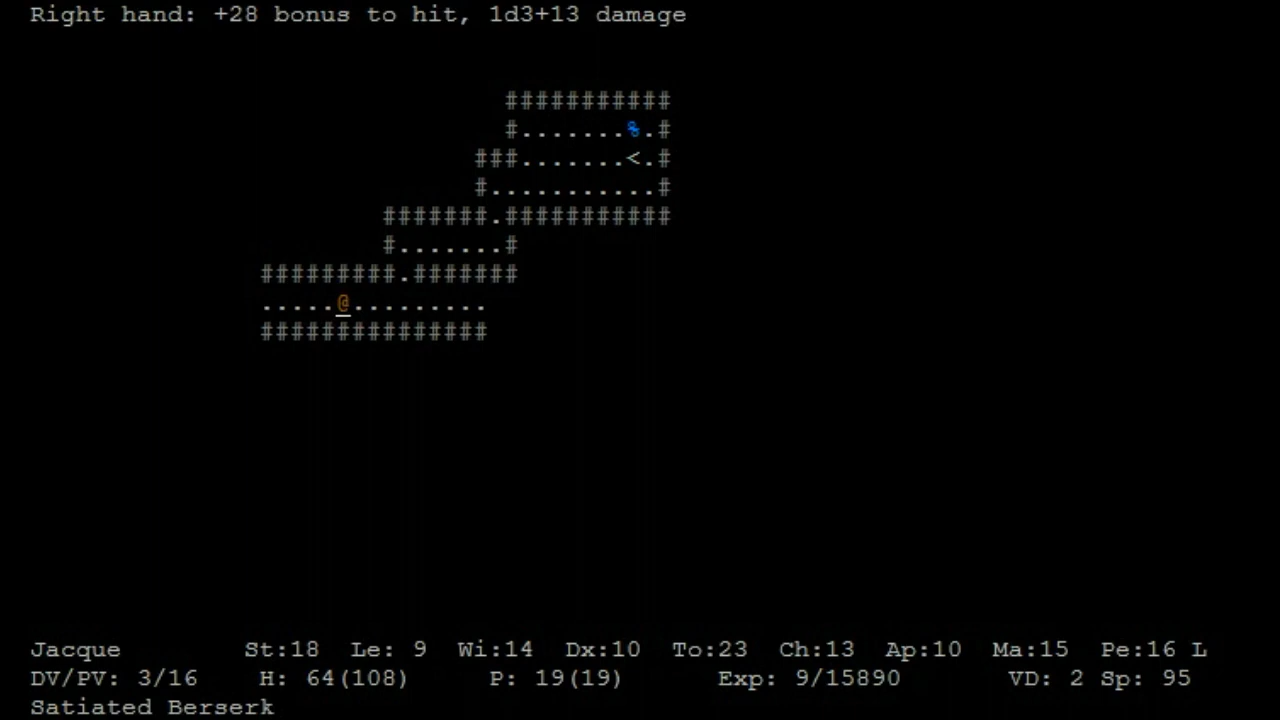 Right hand: +28 bonus to hit, 1d3+13 damage
###########
#.......%.#
###.......<.#
#...........#
#######.###########
#.......#
#########.#######
.....@.........
###############
Jacque St:18 Le: 9 Wi:14 Dx:10 To:23 Ch:13 Ap:10 Ma:15 Pe:16 L
DV/PV: 3/16 H: 64(108) P: 19(19) Exp: 9/15890 VD: 2 Sp: 95
Satiated Berserk